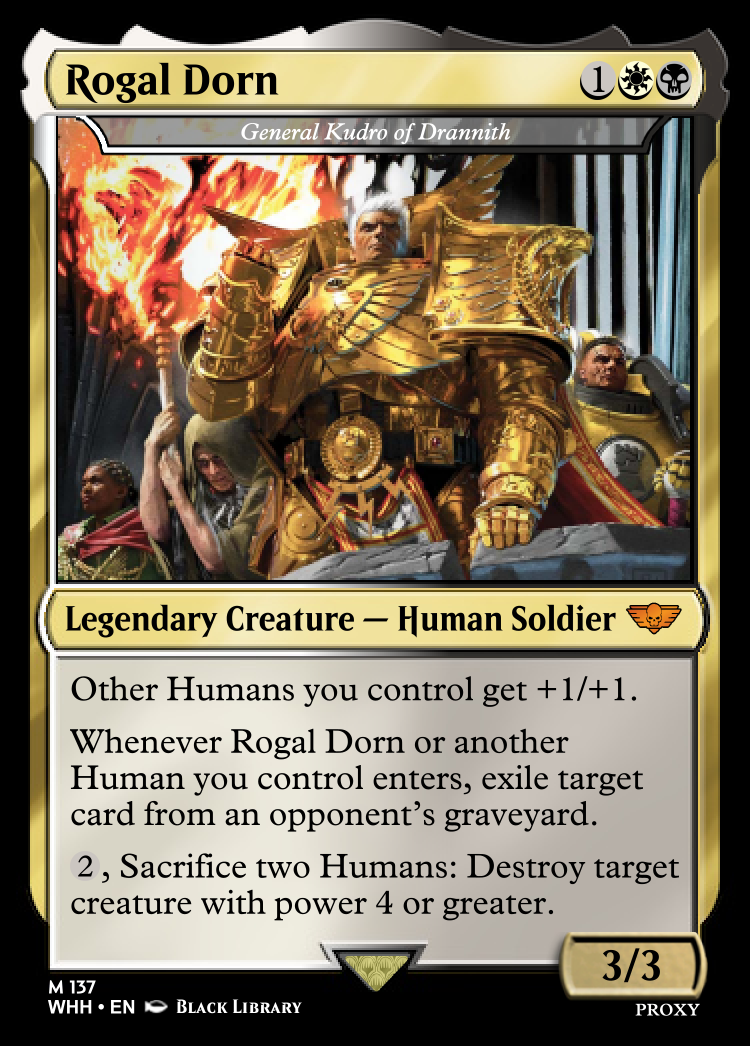 Rogal Dorn 1
General Kudro of Drannith
Legendary Creature — Human Soldier
Other Humans you control get +1/+1.
Whenever Rogal Dorn or another
Human you control enters, exile target
card from an opponent's graveyard.
2, Sacrifice two Humans: Destroy target
creature with power 4 or greater.
3/3
M 137
WHH • EN BLACK LIBRARY
PROXY